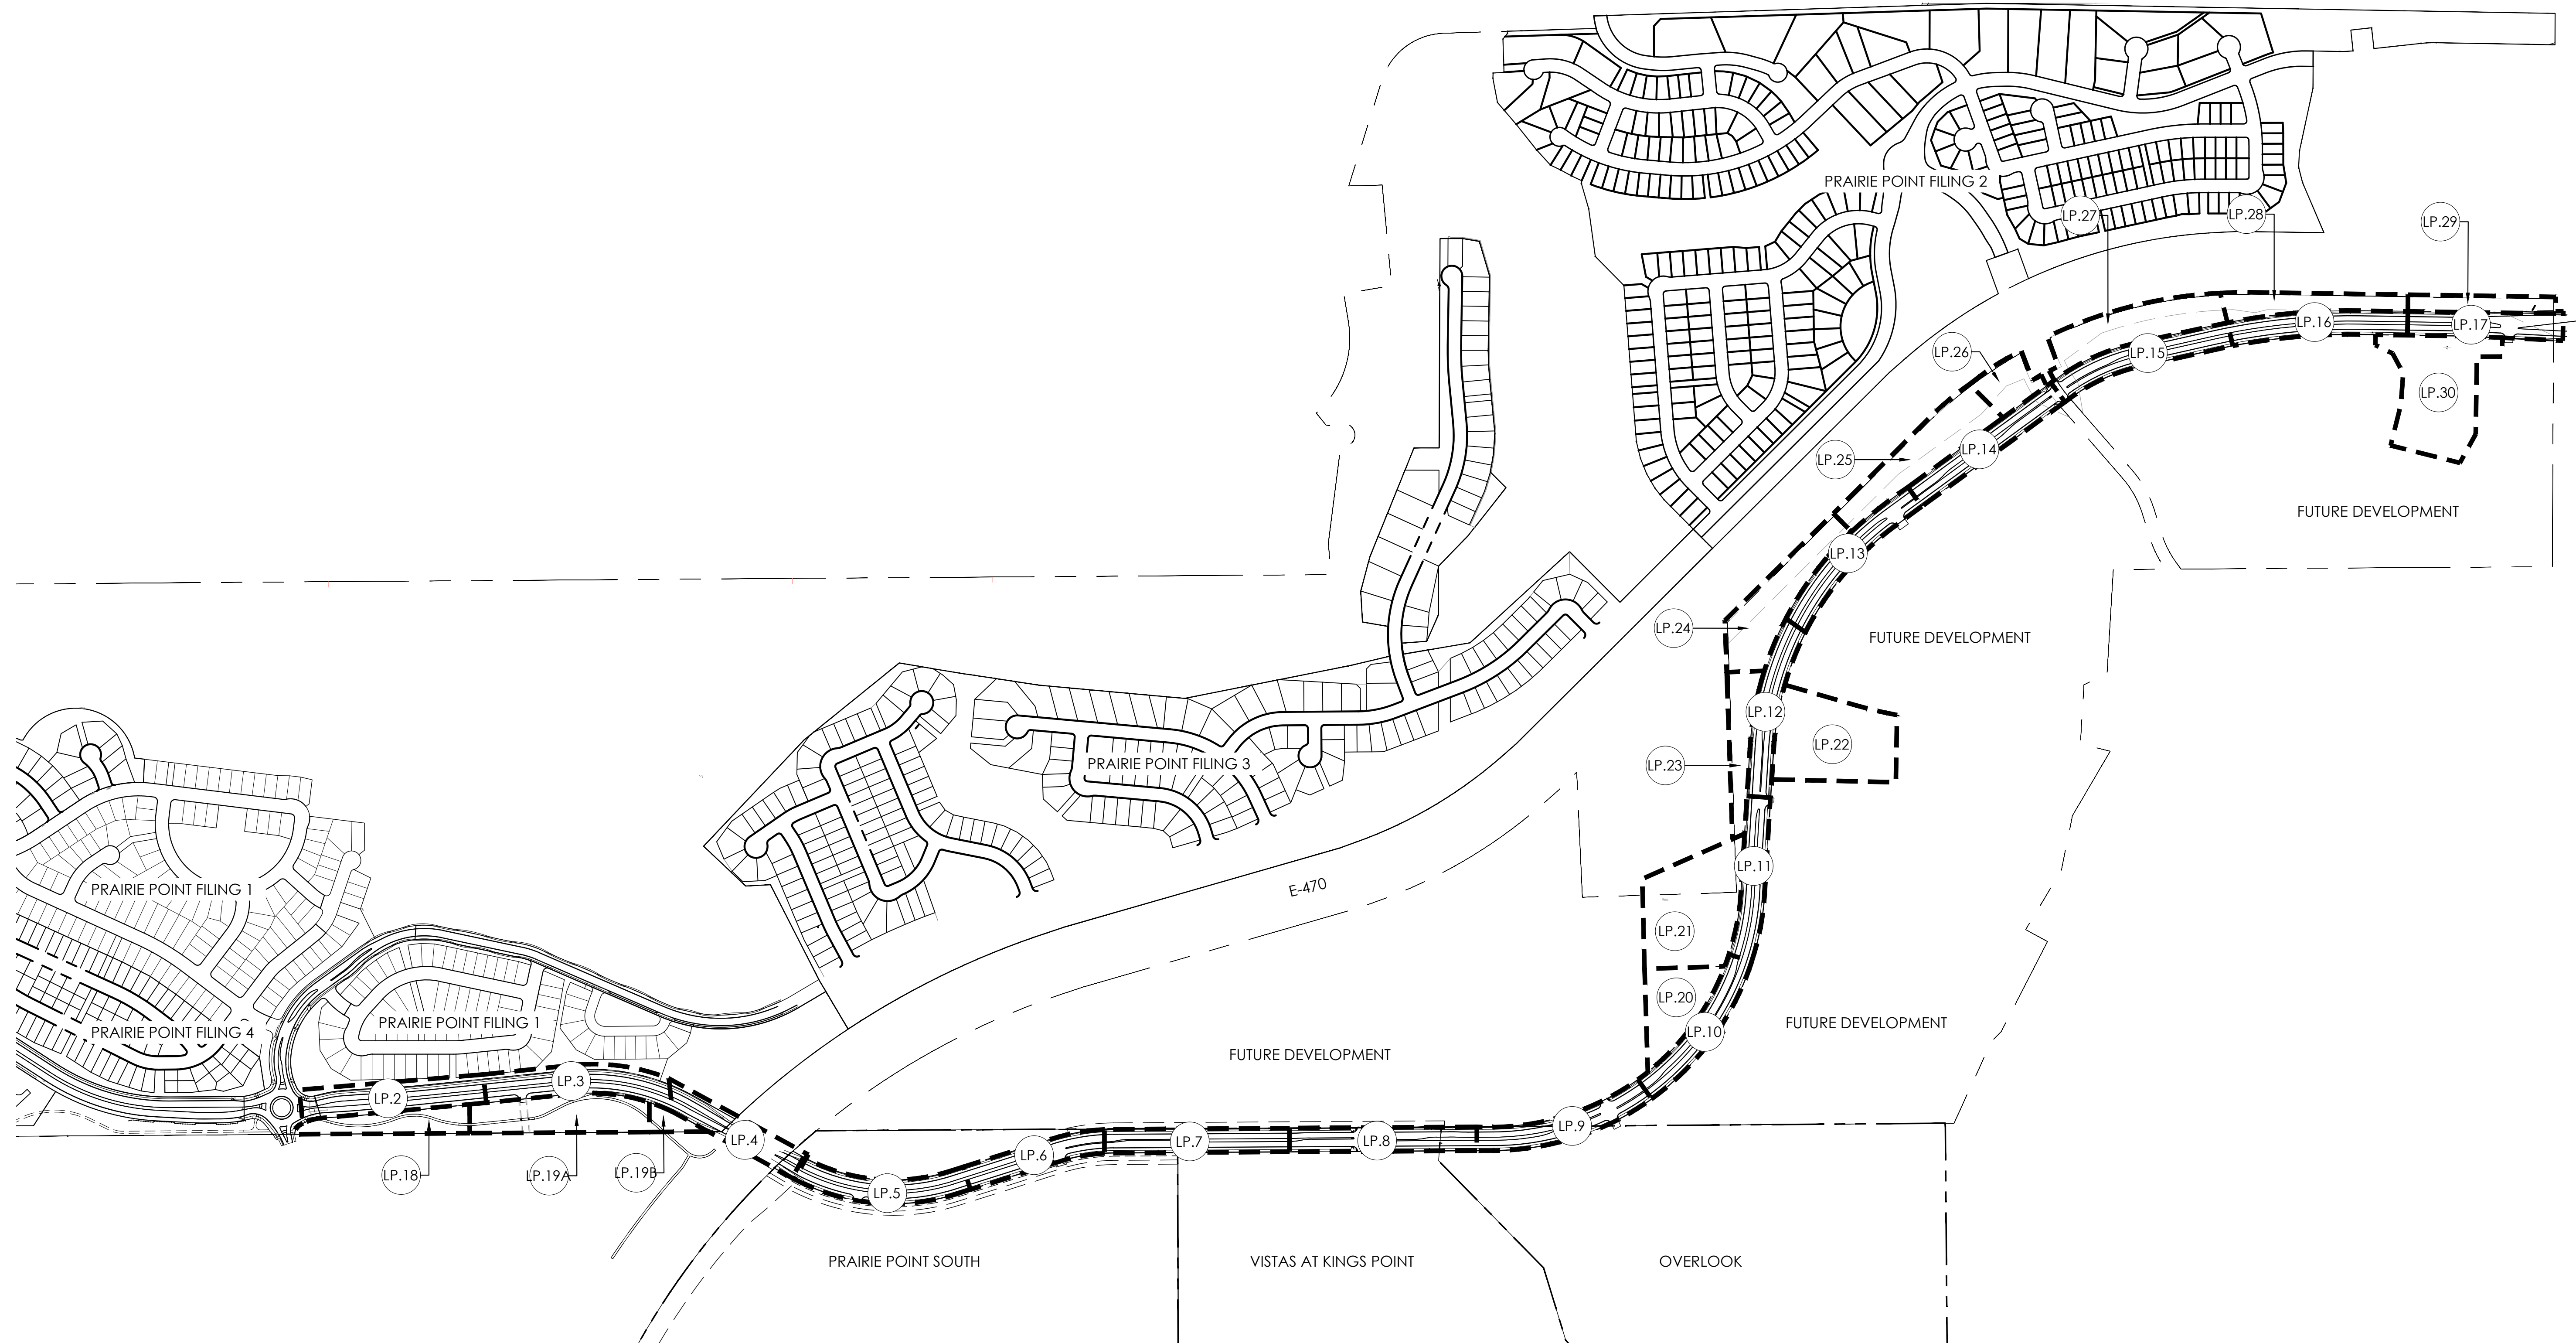 PRAIRIE POINT FILING 2
LP.27
LP.28
LP.29
LP.16
LP.17
LP.26
LP.15
LP.30
LP.14
LP.25
FUTURE DEVELOPMENT
LP.13
LP.24
FUTURE DEVELOPMENT
LP.12
LP.22
PRAIRIE POINT FILING 3
LP.23
LP.11
E-470
PRAIRIE POINT FILING 1
LP.21
LP.20
PRAIRIE POINT FILING 1
FUTURE DEVELOPMENT
PRAIRIE POINT FILING 4
LP.10
FUTURE DEVELOPMENT
LP.3
LP.2
LP.9
LP.4
LP.7
LP.8
LP.6
LP.18
LP.19A
LP.19B
LP.5
PRAIRIE POINT SOUTH
VISTAS AT KINGS POINT
OVERLOOK